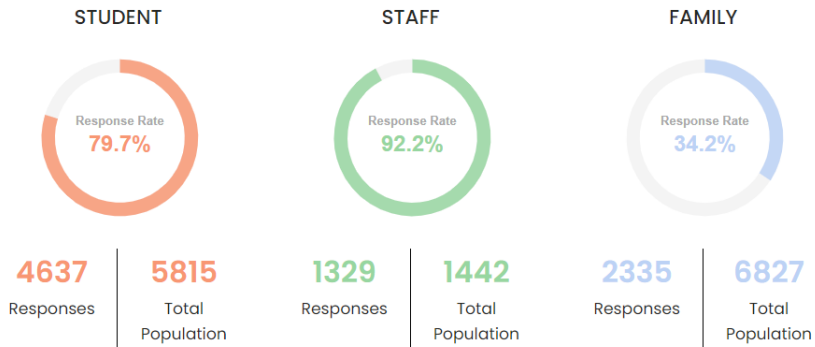 STUDENT
Response Rate
79.7%
4637
Responses
5815
Total
Population
STAFF
Response Rate
92.2%
1329
Responses
1442
Total
Population
FAMILY
Response Rate
34.2%
2335
Responses
6827
Total
Population